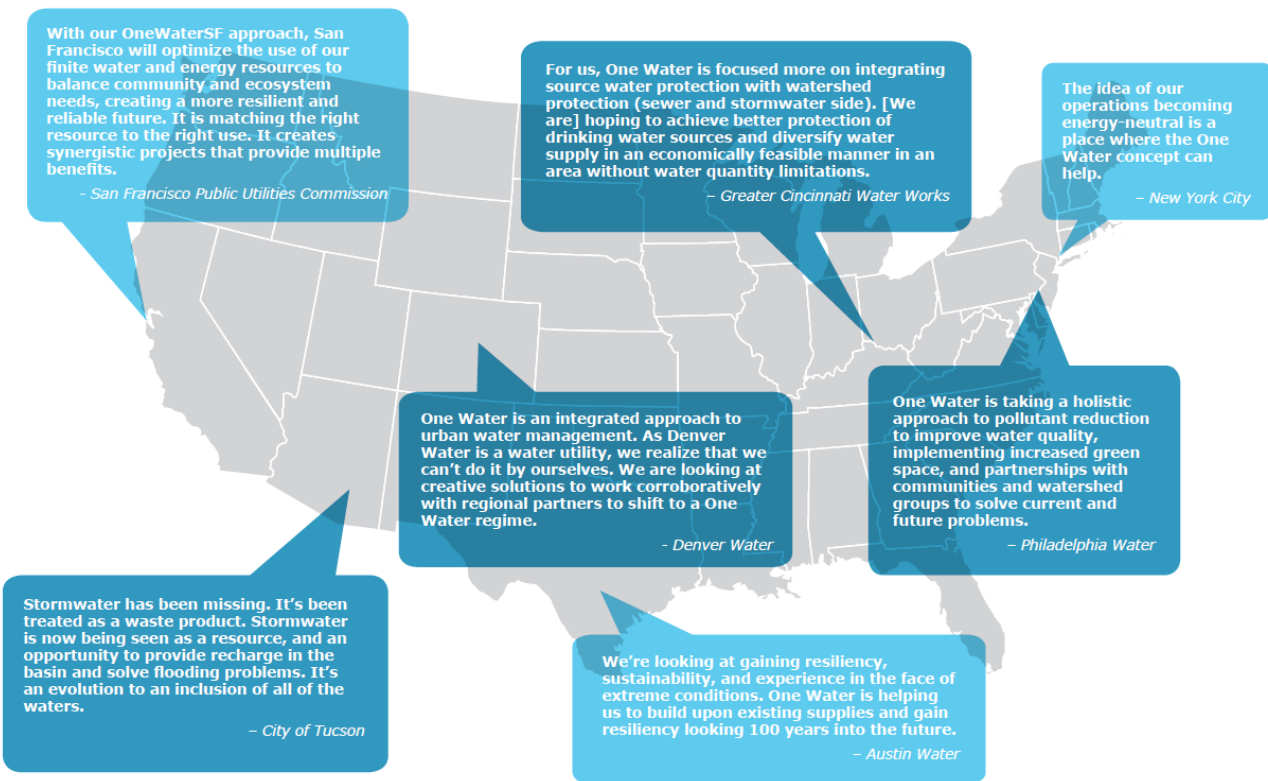 With our OneWaterSF approach, San
Francisco will optimize the use of our
finite water and energy resources to
balance community and ecosystem
needs, creating a more resilient and
reliable future. It is matching the right
resource to the right use. It creates
synergistic projects that provide multiple
benefits.
- San Francisco Public Utilities Commission
For us, One Water is focused more on integrating
source water protection with watershed
protection (sewer and stormwater side). [We
are] hoping to achieve better protection of
drinking water sources and diversify water
supply in an economically feasible manner in an
area without water quantity limitations.
– Greater Cincinnati Water Works
The idea of our
operations becoming
energy-neutral is a
place where the One
Water concept can
help.
– New York City
One Water is an integrated approach to
urban water management. As Denver
Water is a water utility, we realize that we
can’t do it by ourselves. We are looking at
creative solutions to work corroboratively
with regional partners to shift to a One
Water regime.
- Denver Water
One Water is taking a holistic
approach to pollutant reduction
to improve water quality,
implementing increased green
space, and partnerships with
communities and watershed
groups to solve current and
future problems.
– Philadelphia Water
Stormwater has been missing. It’s been
treated as a waste product. Stormwater
is now being seen as a resource, and an
opportunity to provide recharge in the
basin and solve flooding problems. It’s
an evolution to an inclusion of all of the
waters.
– City of Tucson
We’re looking at gaining resiliency,
sustainability, and experience in the face of
extreme conditions. One Water is helping
us to build upon existing supplies and gain
resiliency looking 100 years into the future.
– Austin Water